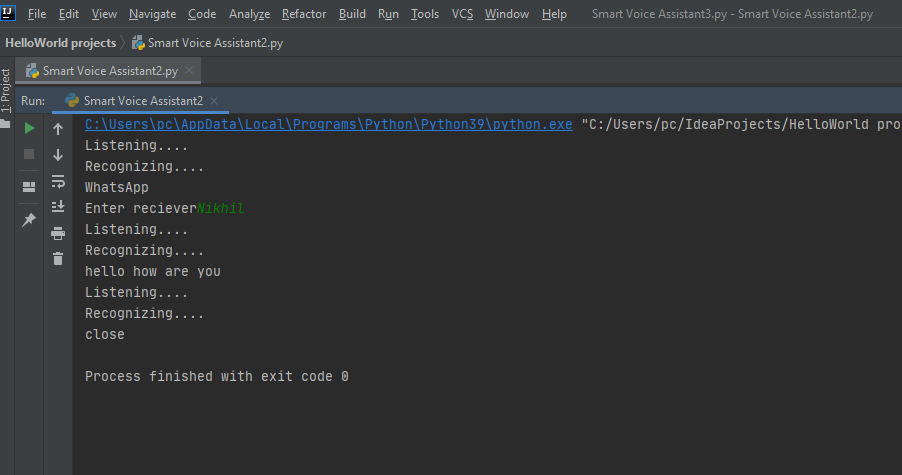 IJ File Edit View Navigate Code Analyze Refactor Build Run Tools VCS Window Help Smart Voice Assistant3.py - Smart Voice Assistant2.py
HelloWorld projects Smart Voice Assistant2.py
1: Project
Smart Voice Assistant2.py
Run: Smart Voice Assistant2
C:\Users\pc\AppData\Local\Programs\Python\Python39\python.exe "C:/Users/pc/IdeaProjects/HelloWorld pro
Listening....
Recognizing....
WhatsApp
Enter recieverNikhil
Listening....
Recognizing....
hello how are you
Listening....
Recognizing....
close
Process finished with exit code 0